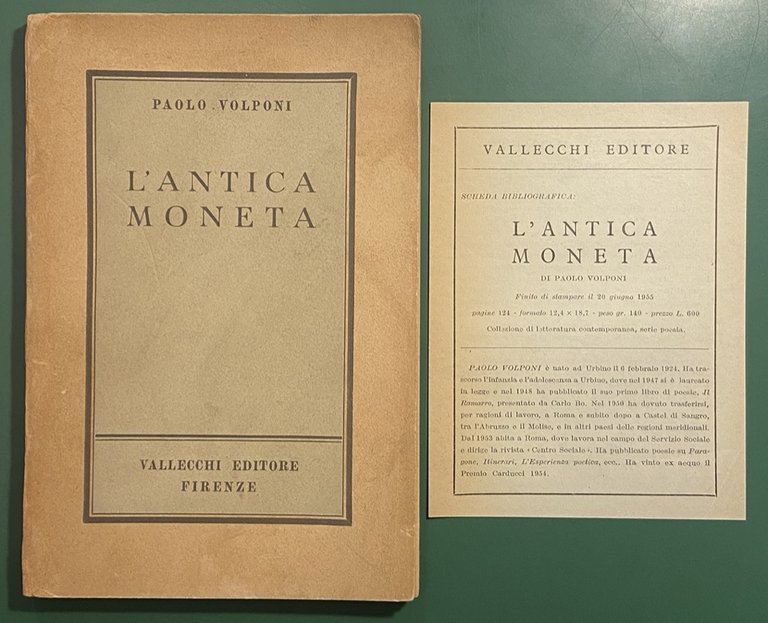 PAOLO VOLPONI
L'ANTICA
MONETA
VALLECCHI EDITORE
FIRENZE
VALLECCHI EDITORE
SCHEDA BIBLIOGRAFICA:
L'ANTICA
MONETA
DI PAOLO VOLPONI
Finito di stampare il 20 giugno 1955
pagine 124 - formato 12,4 × 18,7 - peso gr. 140 - prezzo L. 600
Collezione di letteratura contemporanea, serie poesia.
PAOLO VOLPONI è nato ad Urbino il 6 febbraio 1924. Ha tra-
scorso l'infanzia e l'adolescenza a Urbino, dove nel 1947 si è laureato
in legge e nel 1948 ha pubblicato il suo primo libro di poesie, Il
Ramarro, presentato da Carlo Bo. Nel 1950 ha dovuto trasferirsi,
per ragioni di lavoro, a Roma e subito dopo a Castel di Sangro,
tra l'Abruzzo e il Molise, e in altri paesi delle regioni meridionali.
Dal 1953 abita a Roma, dove lavora nel campo del Servizio Sociale
e dirige la rivista « Centro Sociale ». Ha pubblicato poesie su Para-
gone, Itinerari, L'Esperienza poetica, ecc.. Ha vinto ex aequo il
Premio Carducci 1954.